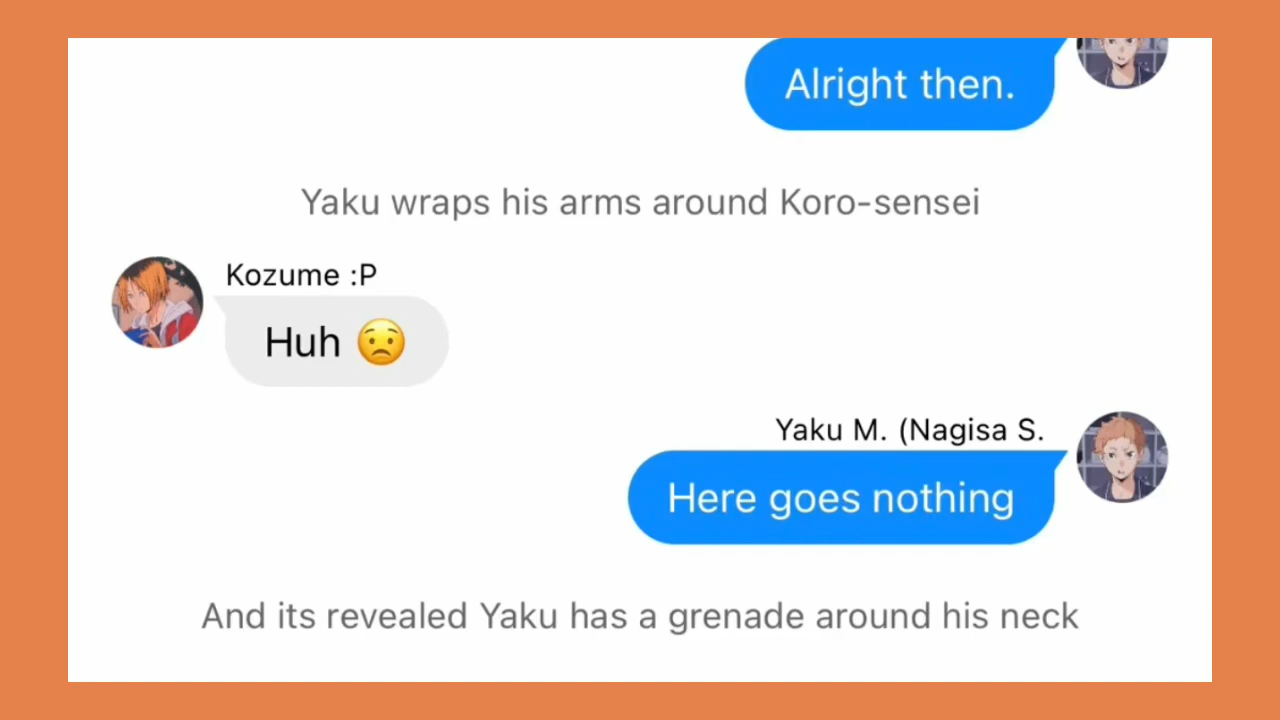 Alright then.
Yaku wraps his arms around Koro-sensei
Kozume :P
Huh 😟
Yaku M. (Nagisa S.
Here goes nothing
And its revealed Yaku has a grenade around his neck